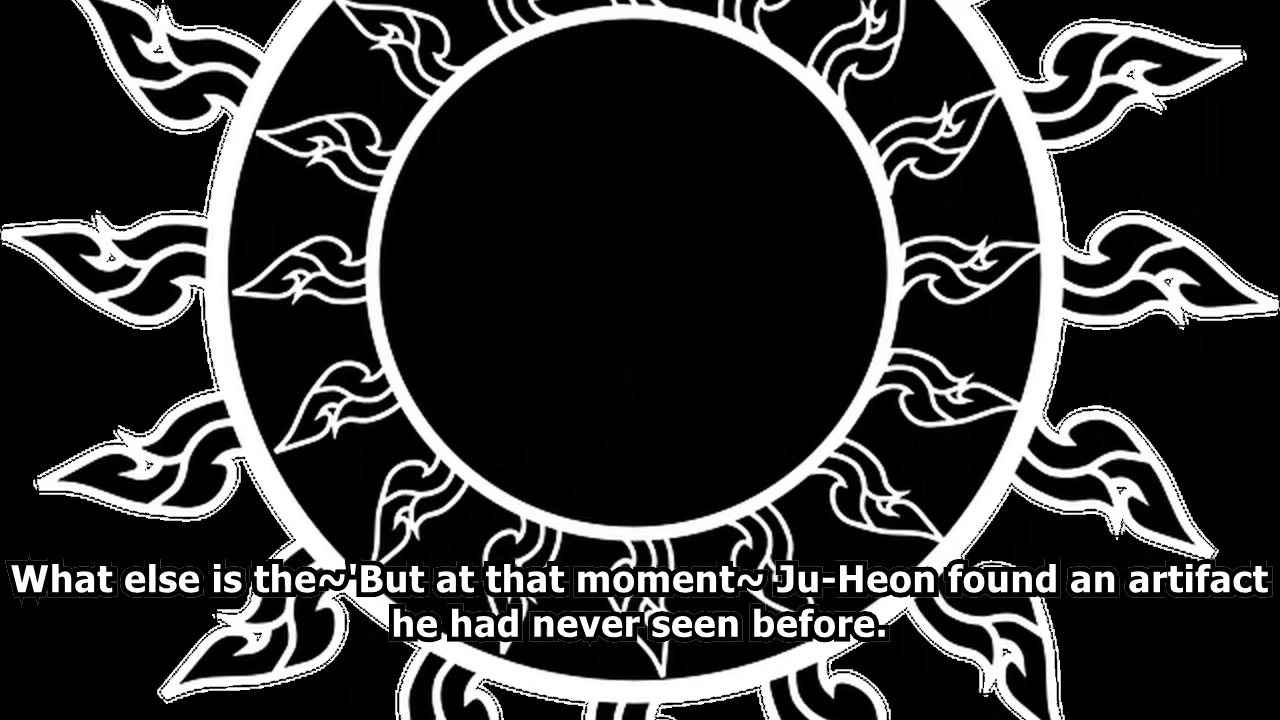 What else is the~'But at that moment~ Ju-Heon found an artifact
he had never seen before.